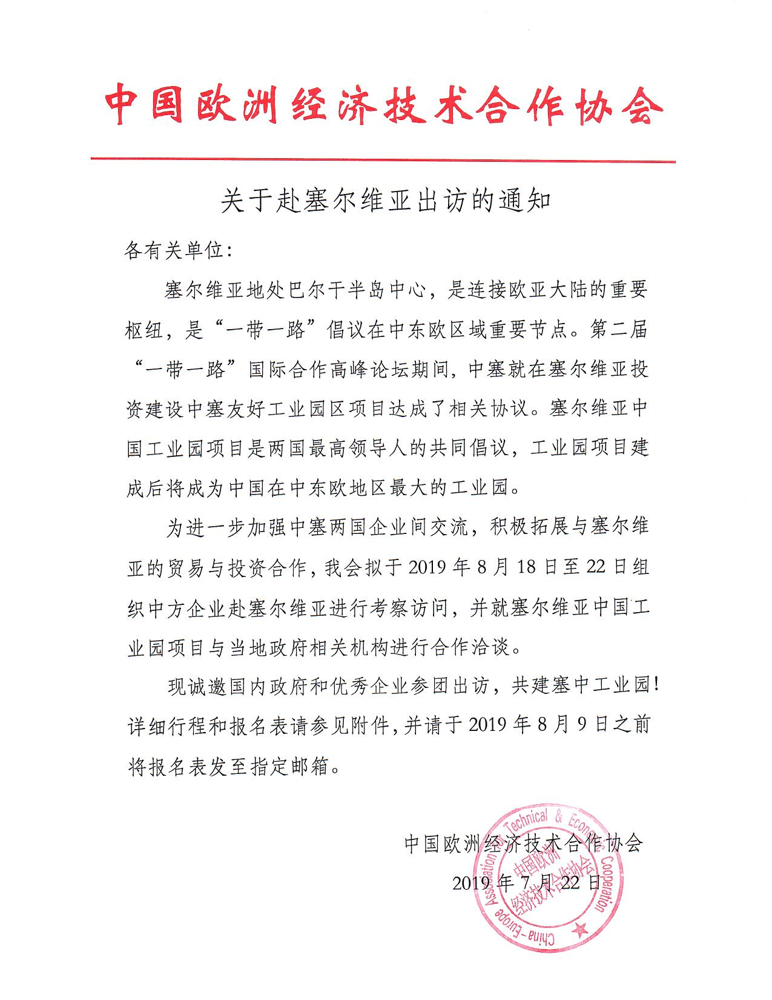 中国欧洲经济技术合作协会
关于赴塞尔维亚出访的通知
各有关单位：
塞尔维亚地处巴尔干半岛中心，是连接欧亚大陆的重要
枢纽，是“一带一路”倡议在中东欧区域重要节点。第二届
“一带一路”国际合作高峰论坛期间，中塞就在塞尔维亚投
资建设中塞友好工业园区项目达成了相关协议。塞尔维亚中
国工业园项目是两国最高领导人的共同倡议，工业园项目建
成后将成为中国在中东欧地区最大的工业园。
为进一步加强中塞两国企业间交流，积极拓展与塞尔维
亚的贸易与投资合作，我会拟于 2019 年 8 月 18 日至 22 日组
织中方企业赴塞尔维亚进行考察访问，并就塞尔维亚中国工
业园项目与当地政府相关机构进行合作洽谈。
现诚邀国内政府和优秀企业参团出访，共建塞中工业园！
详细行程和报名表请参见附件，并请于 2019 年 8 月 9 日之前
将报名表发至指定邮箱。
中国欧洲经济技术合作协会
2019 年 7 月 22 日
China-Europe Association for Technical & Economic Cooperation
中国欧洲
经济技术合作协会